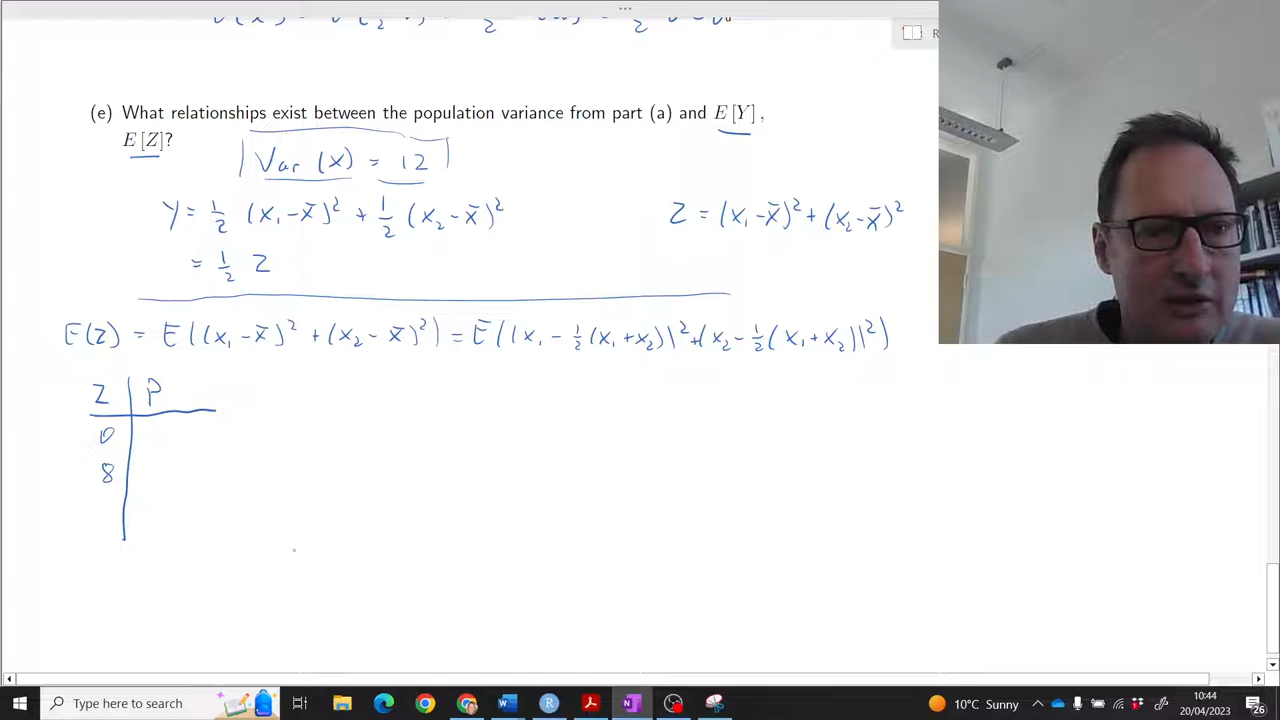 (e) What relationships exist between the population variance from part (a) and E [Y] ,
E [Z]?
Var (X) = 12
Y = 1/2 (x₁ - x̄)² + 1/2 (x₂ - x̄)²
Z = (x₁ - x̄)² + (x₂ - x̄)²
= 1/2 Z
E(Z) = E((x₁ - x̄)² + (x₂ - x̄)²) = E((x₁ - 1/2 (x₁ + x₂))² + (x₂ - 1/2 (x₁ + x₂))²)
Z P
0
8
Type here to search
10°C Sunny
10:44
20/04/2023
26